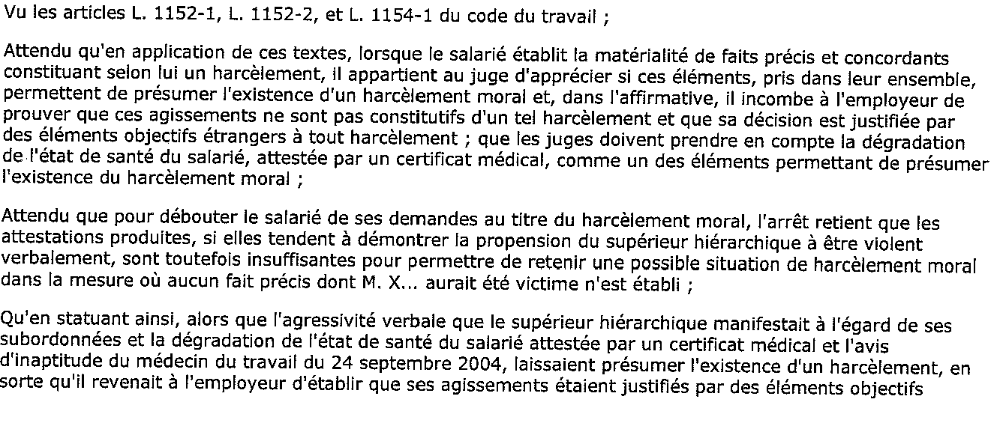 Vu les articles L. 1152-1, L. 1152-2, et L. 1154-1 du code du travail ;
Attendu qu'en application de ces textes, lorsque le salarié établit la matérialité de faits précis et concordants
constituant selon lui un harcèlement, il appartient au juge d'apprécier si ces éléments, pris dans leur ensemble,
permettent de présumer l'existence d'un harcèlement moral et, dans l'affirmative, il incombe à l'employeur de
prouver que ces agissements ne sont pas constitutifs d'un tel harcèlement et que sa décision est justifiée par
des éléments objectifs étrangers à tout harcèlement ; que les juges doivent prendre en compte la dégradation
de l'état de santé du salarié, attestée par un certificat médical, comme un des éléments permettant de présumer
l'existence du harcèlement moral ;
Attendu que pour débouter le salarié de ses demandes au titre du harcèlement moral, l'arrêt retient que les
attestations produites, si elles tendent à démontrer la propension du supérieur hiérarchique à être violent
verbalement, sont toutefois insuffisantes pour permettre de retenir une possible situation de harcèlement moral
dans la mesure où aucun fait précis dont M. X... aurait été victime n'est établi ;
Qu'en statuant ainsi, alors que l'agressivité verbale que le supérieur hiérarchique manifestait à l'égard de ses
subordonnées et la dégradation de l'état de santé du salarié attestée par un certificat médical et l'avis
d'inaptitude du médecin du travail du 24 septembre 2004, laissaient présumer l'existence d'un harcèlement, en
sorte qu'il revenait à l'employeur d'établir que ses agissements étaient justifiés par des éléments objectifs